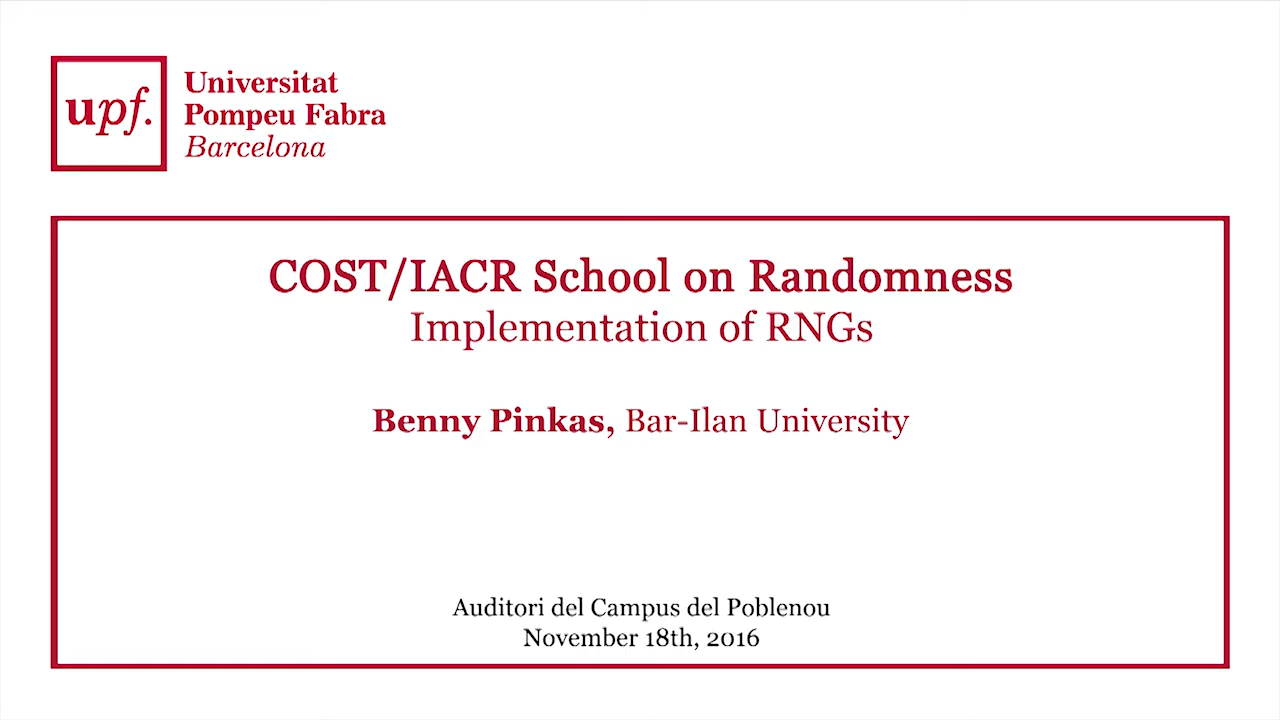 upf.
Universitat
Pompeu Fabra
Barcelona
COST/IACR School on Randomness
Implementation of RNGs
Benny Pinkas, Bar-Ilan University
Auditori del Campus del Poblenou
November 18th, 2016